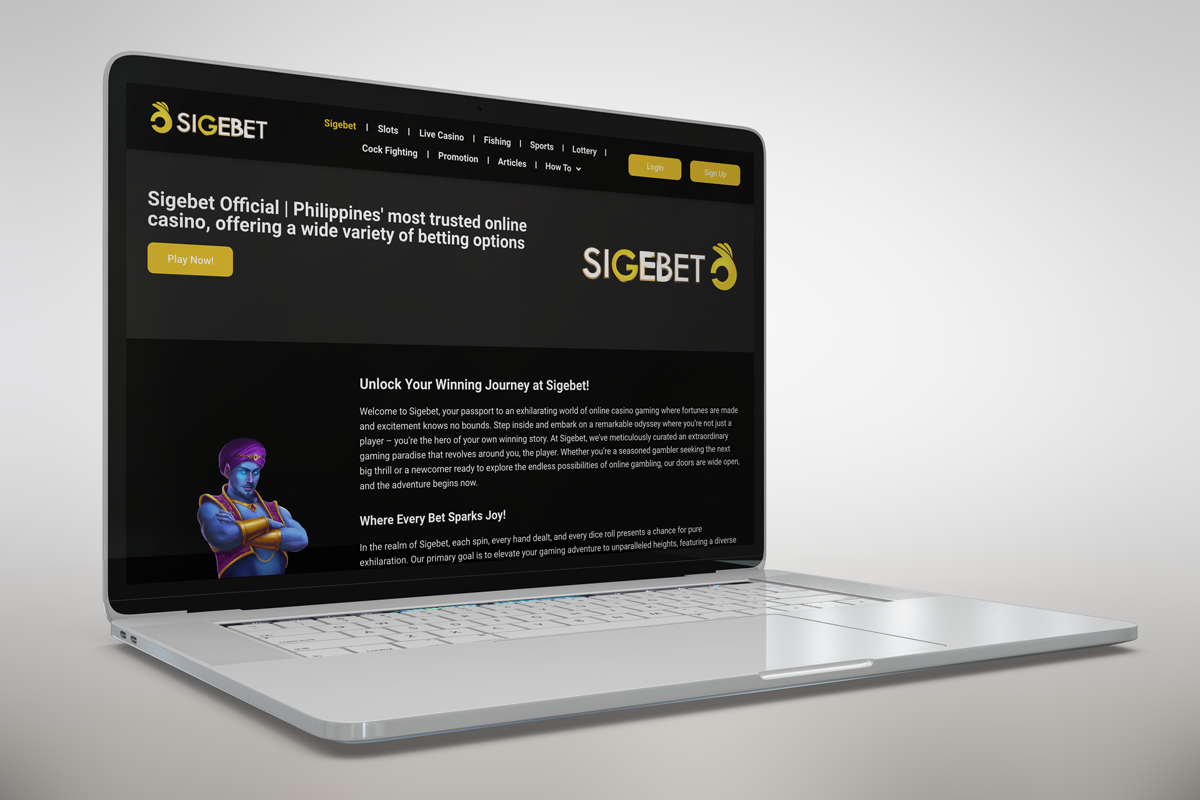 SIGEBET
Sigebet | Slots | Live Casino | Fishing | Sports | Lottery |
Cock Fighting | Promotion | Articles | How To
Login
Sign Up
Sigebet Official | Philippines' most trusted online
casino, offering a wide variety of betting options
Play Now!
SIGEBET
Unlock Your Winning Journey at Sigebet!
Welcome to Sigebet, your passport to an exhilarating world of online casino gaming where fortunes are made
and excitement knows no bounds. Step inside and embark on a remarkable odyssey where you're not just a
player – you're the hero of your own winning story. At Sigebet, we've meticulously curated an extraordinary
gaming paradise that revolves around you, the player. Whether you're a seasoned gambler seeking the next
big thrill or a newcomer ready to explore the endless possibilities of online gambling, our doors are wide open,
and the adventure begins now.
Where Every Bet Sparks Joy!
In the realm of Sigebet, each spin, every hand dealt, and every dice roll presents a chance for pure
exhilaration. Our primary goal is to elevate your gaming adventure to unparalleled heights, featuring a diverse